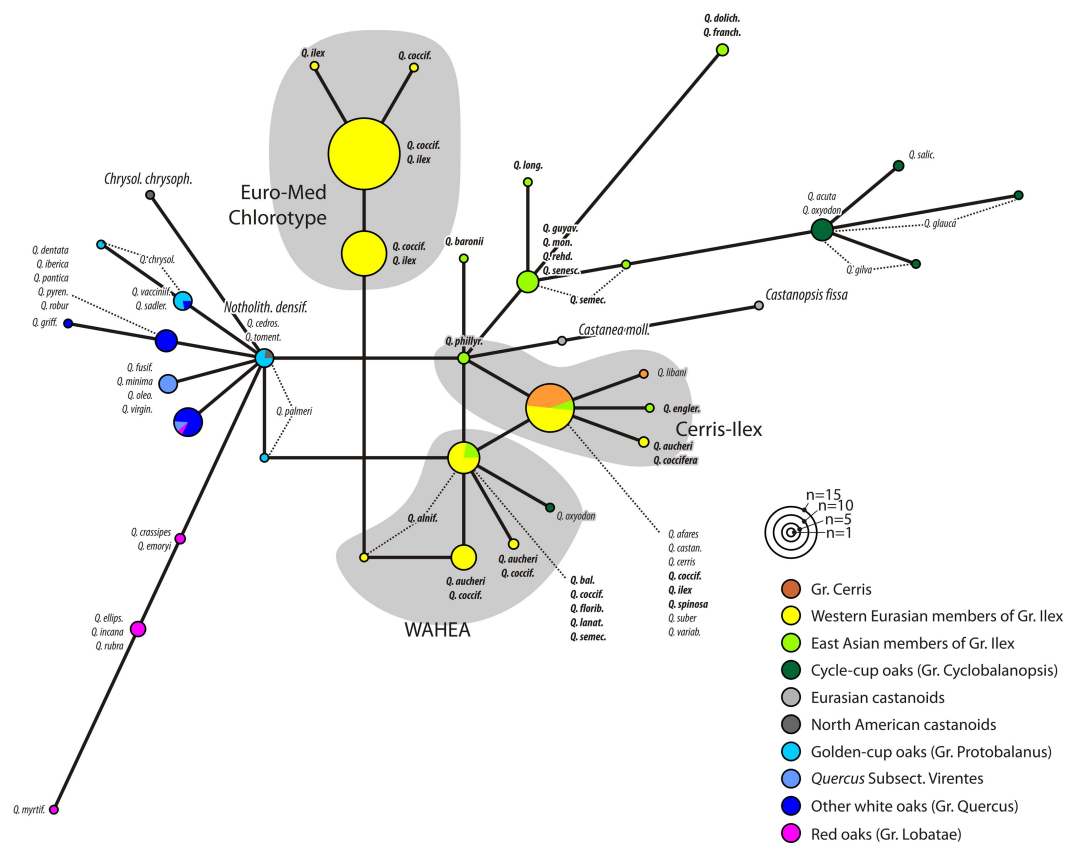 Q. dolich.
Q. franch.
Q. ilex
Q. coccif.
Q. coccif.
Q. ilex
Euro-Med
Chlorotype
Q. coccif.
Q. ilex
Chrysol. chrysoph.
Q. long.
Q. salic.
Q. acuta
Q. oxyodon
Q. glauca
Q. gilva
Q. guyav.
Q. mon.
Q. rehd.
Q. senesc.
Q. semec.
Q. baronii
Q. dentata
Q. iberica
Q. pontica
Q. pyren.
Q. robur
Q. griff.
Q. chrysol.
Q. vacciniif.
Q. sadler.
Notholith. densif.
Q. cedros.
Q. toment.
Castanopsis fissa
Castanea moll.
Q. phillyr.
Q. fusif.
Q. minima
Q. oleo.
Q. virgin.
Q. palmeri
Q. libani
Q. engler.
Cerris-Ilex
Q. aucheri
Q. coccifera
Q. alnif.
Q. oxyodon
Q. aucheri
Q. coccif.
Q. aucheri
Q. coccif.
WAHEA
Q. bal.
Q. coccif.
Q. florib.
Q. lanat.
Q. semec.
Q. afares
Q. castan.
Q. cerris
Q. coccif.
Q. ilex
Q. spinosa
Q. suber
Q. variab.
Q. crassipes
Q. emoryi
Q. ellips.
Q. incana
Q. rubra
Q. myrtif.
n=15
n=10
n=5
n=1
Gr. Cerris
Western Eurasian members of Gr. Ilex
East Asian members of Gr. Ilex
Cycle-cup oaks (Gr. Cyclobalanopsis)
Eurasian castanoids
North American castanoids
Golden-cup oaks (Gr. Protobalanus)
Quercus Subsect. Virentes
Other white oaks (Gr. Quercus)
Red oaks (Gr. Lobatae)